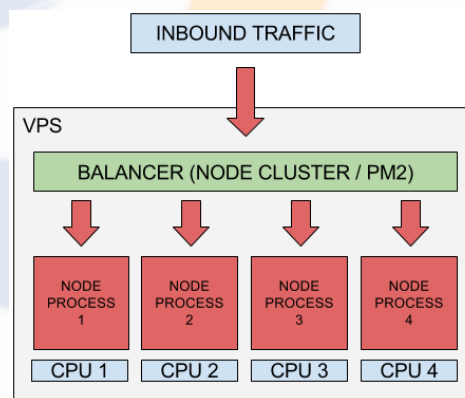 INBOUND TRAFFIC
VPS
BALANCER (NODE CLUSTER / PM2)
NODE
PROCESS
1
NODE
PROCESS
2
NODE
PROCESS
3
NODE
PROCESS
4
CPU 1
CPU 2
CPU 3
CPU 4